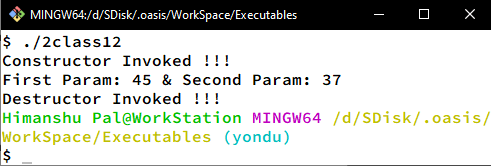 MINGW64:/d/SDisk/.oasis/WorkSpace/Executables
$ ./2class12
Constructor Invoked !!!
First Param: 45 & Second Param: 37
Destructor Invoked !!!
Himanshu Pal@WorkStation MINGW64 /d/SDisk/.oasis/
WorkSpace/Executables (yondu)
$ _